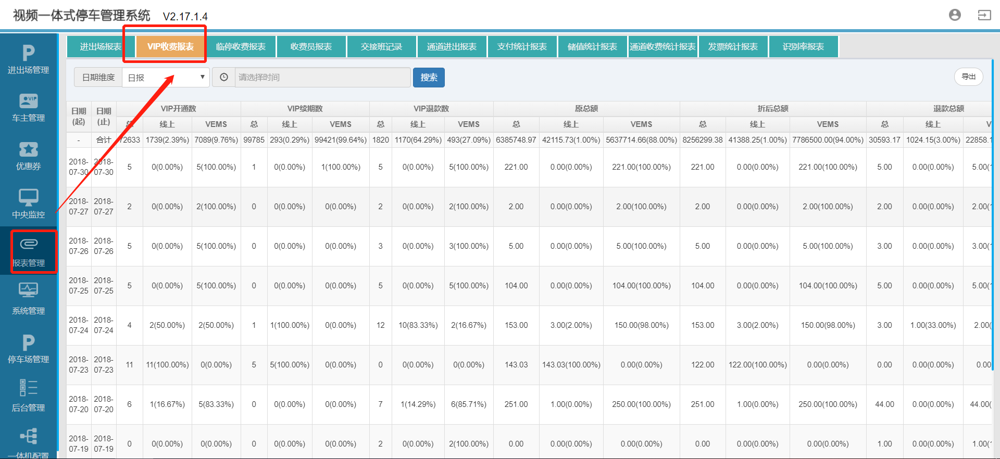 视频一体式停车管理系统 V2.17.1.4
进出场报表 VIP收费报表 临停收费报表 收费员报表 交接班记录 通道进出报表 支付统计报表 储值统计报表 通道收费统计报表 发票统计报表 识别率报表
日期维度 日报 请选择时间 搜索 导出
P
进出场管理
VIP
车主管理
优惠券
中央监控
报表管理
系统管理
P
停车场管理
后台管理
一体机配置
日期(起) 日期(止) VIP开通数 VIP续期数 VIP退款数 原总额 折后总额 退款总额
总 线上 VEMS 总 线上 VEMS 总 线上 VEMS 总 线上 VEMS 总 线上 VEMS 总 线上 V
- 合计 72633 1739(2.39%) 7089(9.76%) 99785 293(0.29%) 99421(99.64%) 1820 1170(64.29%) 493(27.09%) 6385748.97 42115.73(1.00%) 5637714.66(88.00%) 8256299.38 41388.25(1.00%) 7786500.00(94.00%) 30593.17 1024.15(3.00%) 22858.1
2018-07-30 2018-07-30 5 0(0.00%) 5(100.00%) 1 0(0.00%) 1(100.00%) 5 0(0.00%) 5(100.00%) 221.00 0.00(0.00%) 221.00(100.00%) 221.00 0.00(0.00%) 221.00(100.00%) 5.00 0.00(0.00%) 5.00(1
2018-07-27 2018-07-27 2 0(0.00%) 2(100.00%) 0 0(0.00%) 0(0.00%) 2 0(0.00%) 2(100.00%) 2.00 0.00(0.00%) 2.00(100.00%) 2.00 0.00(0.00%) 2.00(100.00%) 2.00 0.00(0.00%) 2.00(1
2018-07-26 2018-07-26 5 0(0.00%) 5(100.00%) 0 0(0.00%) 0(0.00%) 3 0(0.00%) 3(100.00%) 5.00 0.00(0.00%) 5.00(100.00%) 5.00 0.00(0.00%) 5.00(100.00%) 3.00 0.00(0.00%) 3.00(1
2018-07-25 2018-07-25 5 0(0.00%) 5(100.00%) 0 0(0.00%) 0(0.00%) 5 0(0.00%) 5(100.00%) 104.00 0.00(0.00%) 104.00(100.00%) 104.00 0.00(0.00%) 104.00(100.00%) 5.00 0.00(0.00%) 5.00(1
2018-07-24 2018-07-24 4 2(50.00%) 2(50.00%) 1 1(100.00%) 0(0.00%) 12 10(83.33%) 2(16.67%) 153.00 3.00(2.00%) 150.00(98.00%) 153.00 3.00(2.00%) 150.00(98.00%) 3.00 1.00(33.00%) 2.00(
2018-07-23 2018-07-23 11 11(100.00%) 0(0.00%) 5 5(100.00%) 0(0.00%) 0 0(0.00%) 0(0.00%) 143.03 143.03(100.00%) 0.00(0.00%) 122.00 122.00(100.00%) 0.00(0.00%) 0.00 0.00(0.00%) 0.00
2018-07-20 2018-07-20 6 1(16.67%) 5(83.33%) 0 0(0.00%) 0(0.00%) 7 1(14.29%) 6(85.71%) 251.00 1.00(0.00%) 250.00(100.00%) 251.00 1.00(0.00%) 250.00(100.00%) 44.00 0.00(0.00%) 44.00(
2018-07-19 2018-07-19 0 0(0.00%) 0(0.00%) 0 0(0.00%) 0(0.00%) 2 0(0.00%) 2(100.00%) 0.00 0.00(0.00%) 0.00(0.00%) 0.00 0.00(0.00%) 0.00(0.00%) 1.00 0.00(0.00%) 1.00(1